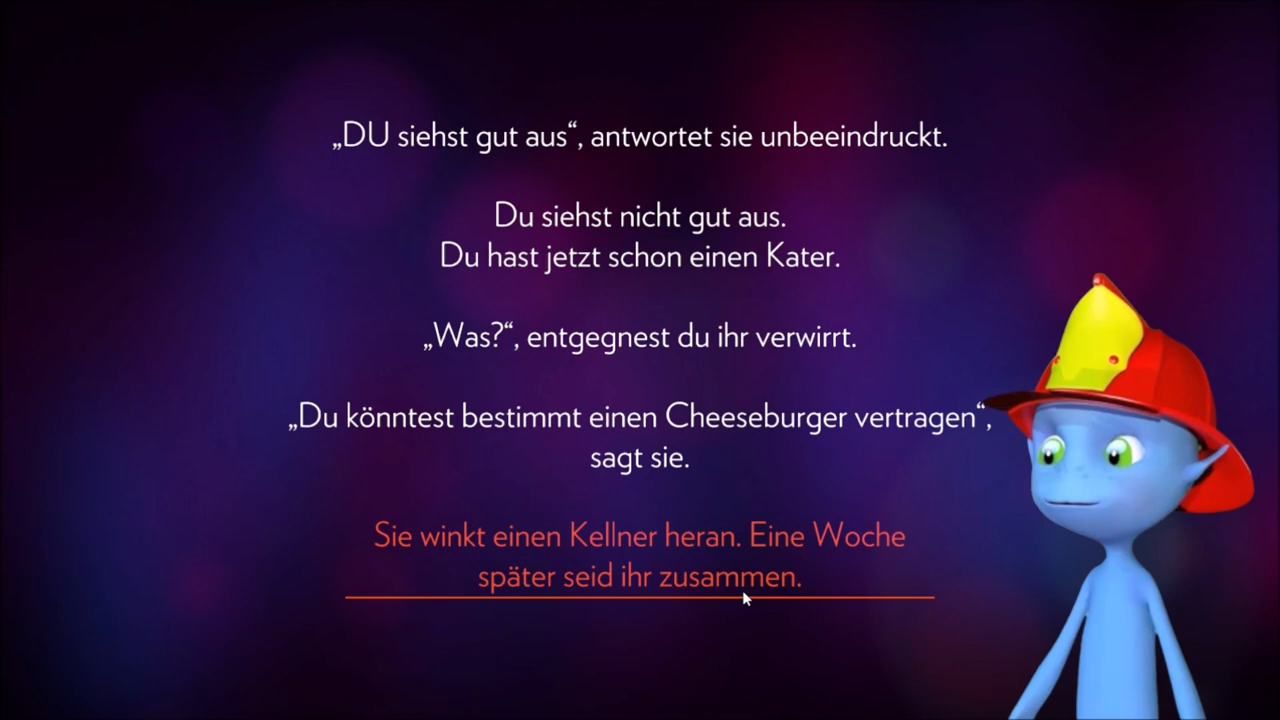 „DU siehst gut aus“, antwortet sie unbeeindruckt.
Du siehst nicht gut aus.
Du hast jetzt schon einen Kater.
„Was?“, entgegnest du ihr verwirrt.
„Du könntest bestimmt einen Cheeseburger vertragen“,
sagt sie.
Sie winkt einen Kellner heran. Eine Woche
später seid ihr zusammen.